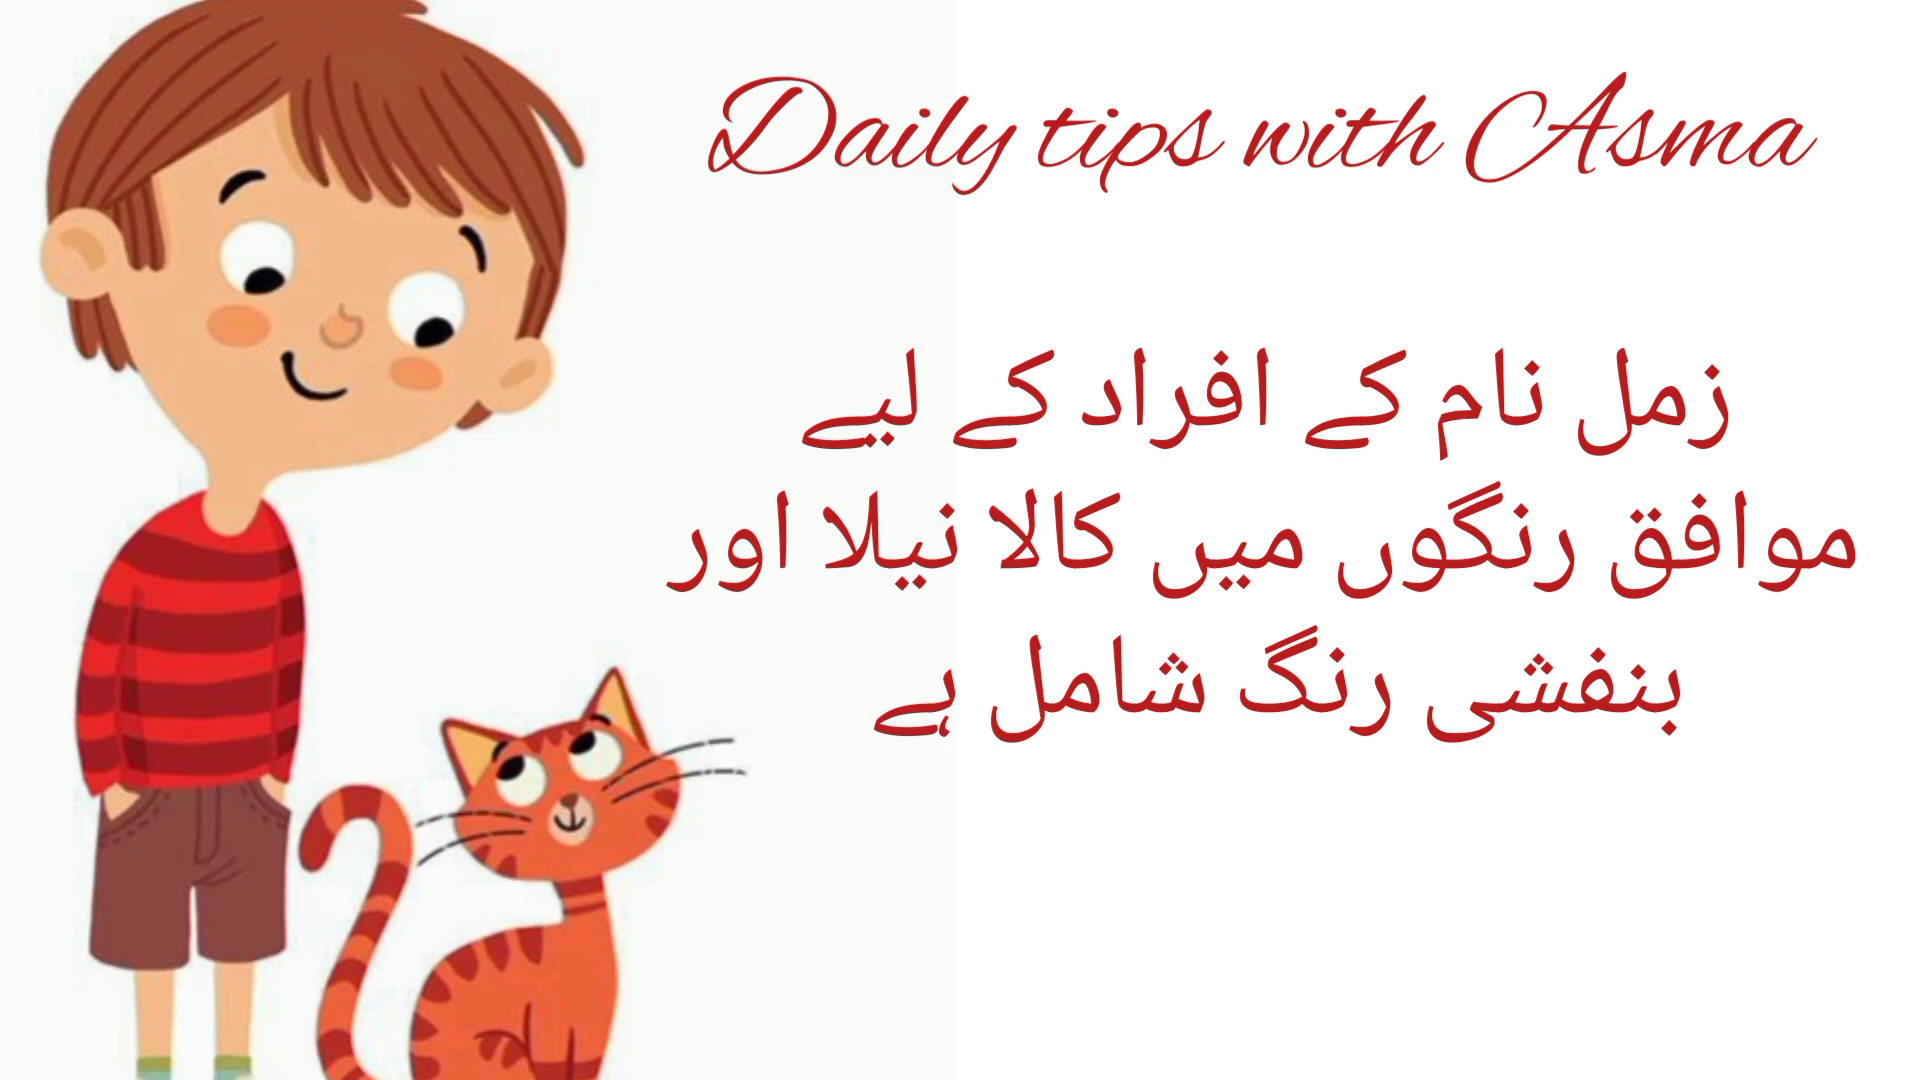 Daily tips with Asma
زمل نام کے افراد کے لیے
موافق رنگوں میں کالا نیلا اور
بنفشی رنگ شامل ہے